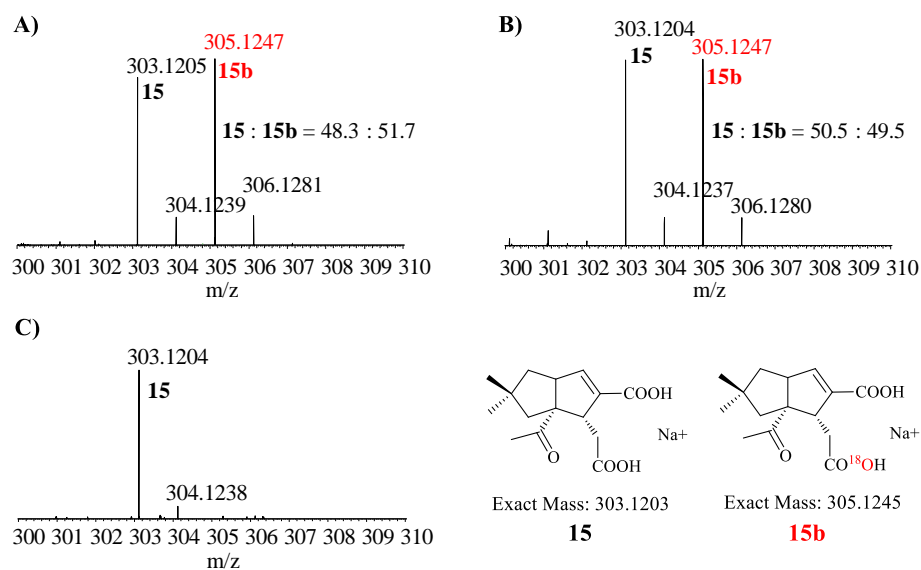 A)
305.1247
303.1205
15b
15
15 : 15b = 48.3 : 51.7
306.1281
304.1239
300 301 302 303 304 305 306 307 308 309 310
m/z
B)
303.1204
305.1247
15
15b
15 : 15b = 50.5 : 49.5
304.1237
306.1280
300 301 302 303 304 305 306 307 308 309 310
m/z
C)
303.1204
15
304.1238
300 301 302 303 304 305 306 307 308 309 310
m/z
COOH
Na+
O
COOH
Exact Mass: 303.1203
15
COOH
Na+
O
CO¹⁸OH
Exact Mass: 305.1245
15b